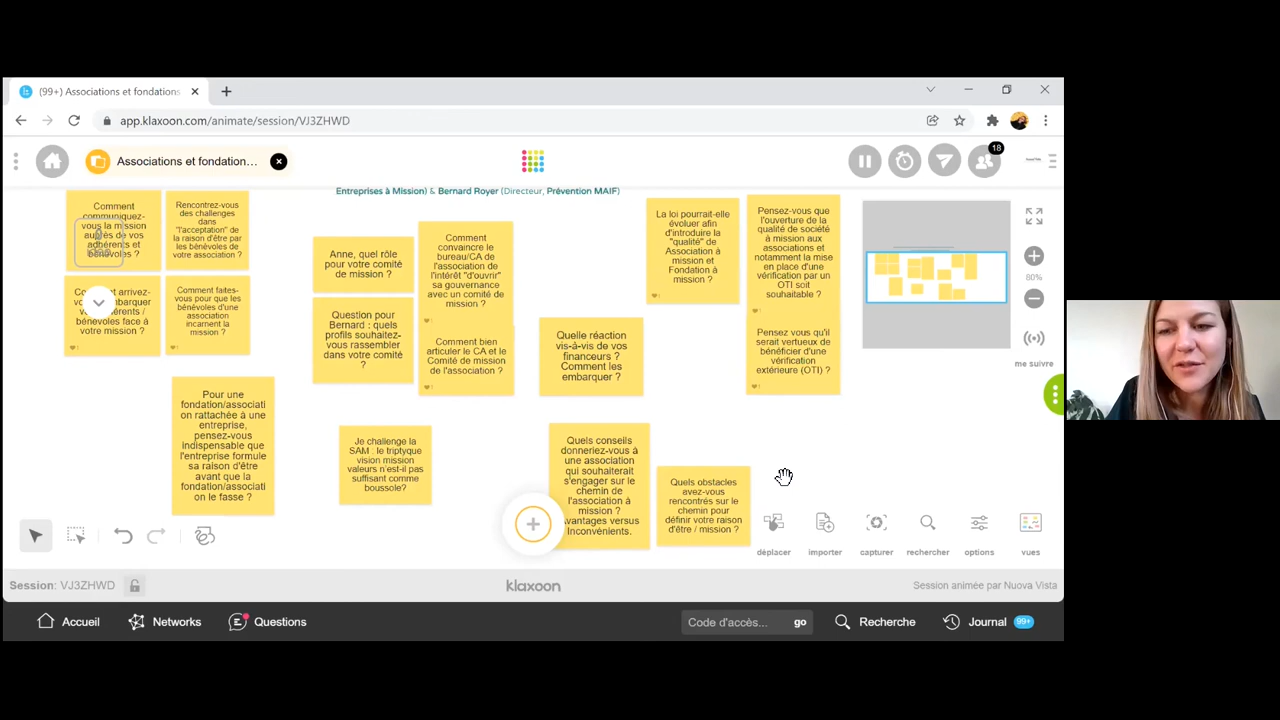 (99+) Associations et fondations
app.klaxoon.com/animate/session/VJ3ZHWD
Associations et fondation...
18
Entreprises à Mission) & Bernard Royer (Directeur, Prévention MAIF)
Comment
communiquez-
vous la mission
auprès de vos
adhérents et
bénévoles ?
Rencontrez-vous
des challenges
dans
"l'acceptation" de
la raison d'être par
les bénévoles de
votre association ?
arrivez-
embarquer
bénévoles face à
votre mission ?
Comment faites-
vous pour que les
bénévoles d'une
association
incarnent la
mission ?
Anne, quel rôle
pour votre comité
de mission ?
Question pour
Bernard : quels
profils souhaitez-
vous rassembler
dans votre comité
?
Comment
convaincre le
bureau/CA de
l'association de
l'intérêt "d'ouvrir" sa
gouvernance
avec un comité de
mission ?
Comment bien
articuler le CA et le
Comité de mission
de l'association ?
Quelle réaction
vis-à-vis de vos
financeurs ?
Comment les
embarquer ?
La loi pourrait-elle
évoluer afin
d'introduire la
"qualité" de
Association à
mission et
Fondation à
mission ?
Pensez-vous que
l'ouverture de la
qualité de société
à mission aux
associations et
notamment la mise
en place d'une
vérification par un
OTI soit
souhaitable ?
Pensez vous qu'il
serait vertueux de
bénéficier d'une
vérification
extérieure (OTI) ?
Pour une
fondation/associati
on rattachée à une
entreprise,
pensez-vous
indispensable que
l'entreprise formule
sa raison d'être
avant que la
fondation/associati
on le fasse ?
Je challenge la
SAM : le triptyque
vision mission
valeurs n'est-il pas
suffisant comme
boussole?
Quels conseils
donneriez-vous à
une association
qui souhaiterait
s'engager sur le
chemin de
l'association à
mission ?
vantages versus
Inconvénients.
Quels obstacles
avez-vous
rencontrés sur le
chemin pour
définir votre raison
d'être / mission ?
80%
me suivre
déplacer
importer
capturer
rechercher
options
vues
Session: VJ3ZHWD
klaxoon
Session animée par Nuova Vista
Accueil
Networks
Questions
Code d'accès...
go
Recherche
Journal
99+